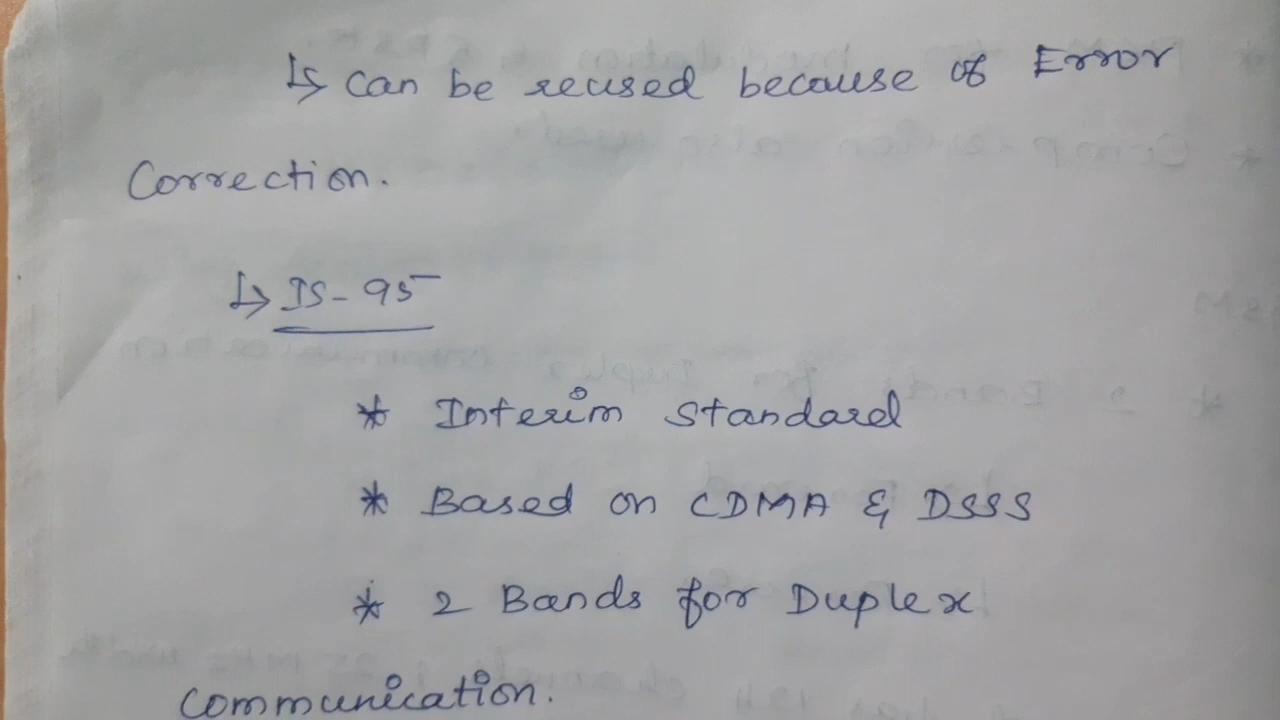 ↳ Can be reused because of Error
Correction.
↳ IS-95
* Interim Standard
* Based on CDMA & DSSS
* 2 Bands for Duplex
Communication.